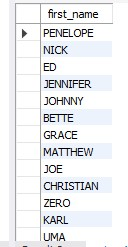 first_name
PENELOPE
NICK
ED
JENNIFER
JOHNNY
BETTE
GRACE
MATTHEW
JOE
CHRISTIAN
ZERO
KARL
UMA